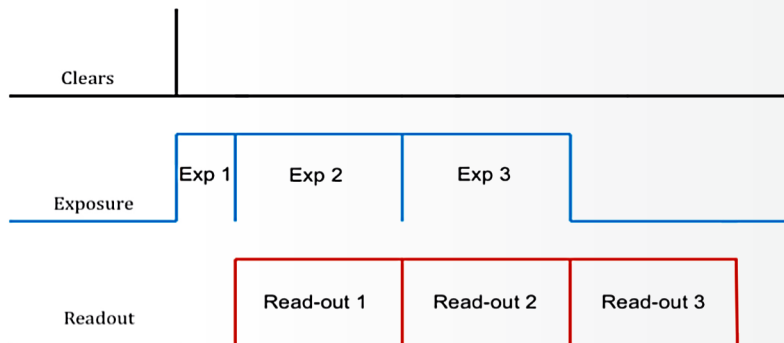 Clears
Exp 1
Exp 2
Exp 3
Exposure
Read-out 1
Read-out 2
Read-out 3
Readout